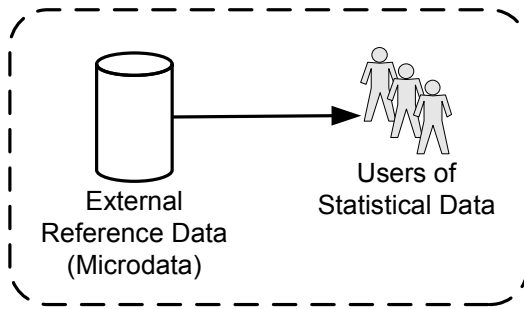 External
Reference Data
(Microdata)
Users of
Statistical Data